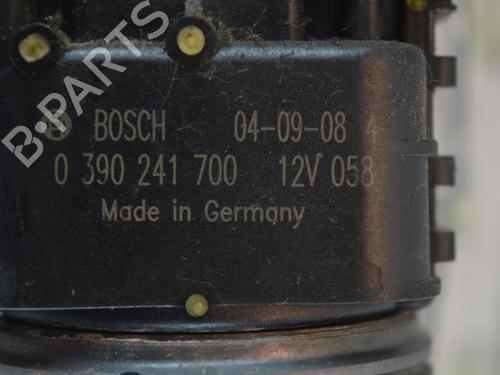 BOSCH 04-09-08 4
0 390 241 700 12V 058
Made in Germany
B-PARTS